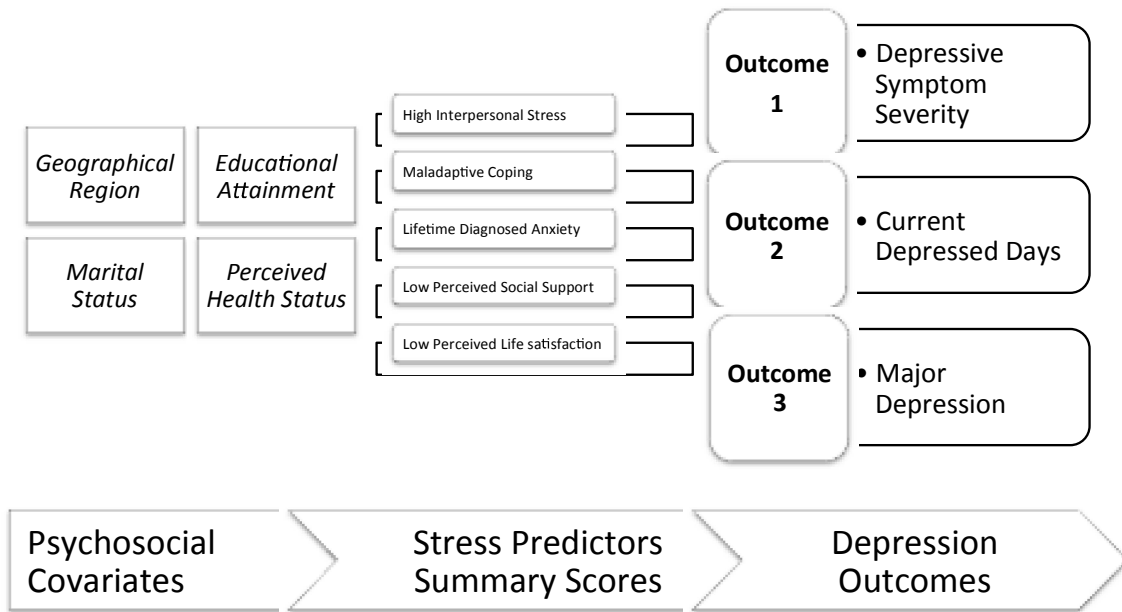 Geographical
Region
Educational
Attainment
Marital
Status
Perceived
Health Status
High Interpersonal Stress
Maladaptive Coping
Lifetime Diagnosed Anxiety
Low Perceived Social Support
Low Perceived Life satisfaction
Outcome
1
• Depressive
Symptom
Severity
Outcome
2
• Current
Depressed Days
Outcome
3
• Major
Depression
Psychosocial
Covariates
Stress Predictors
Summary Scores
Depression
Outcomes